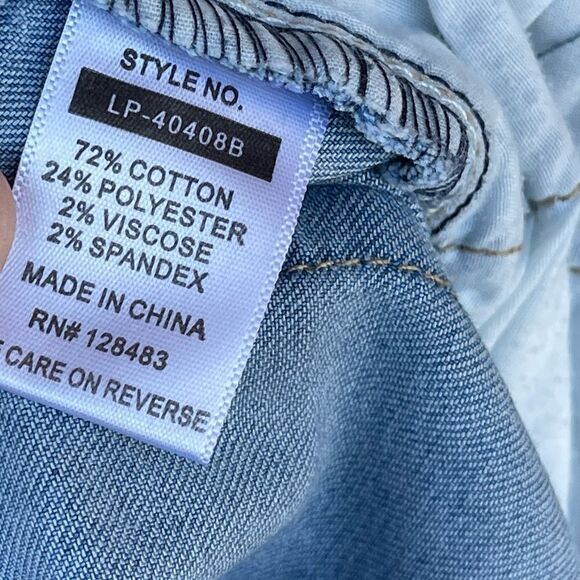 STYLE NO.
LP-40408B
72% COTTON
24% POLYESTER
2% VISCOSE
2% SPANDEX
MADE IN CHINA
RN# 128483
CARE ON REVERSE